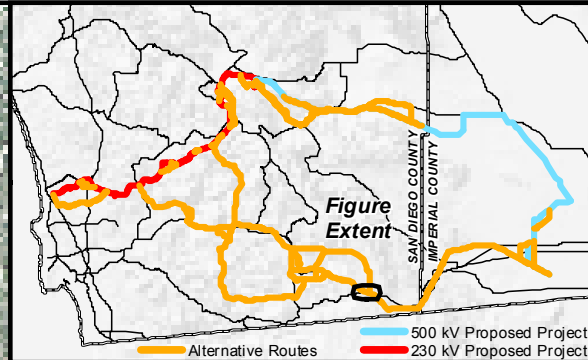 SAN DIEGO COUNTY
IMPERIAL COUNTY
Figure
Extent
500 kV Proposed Project
Alternative Routes
230 kV Proposed Project